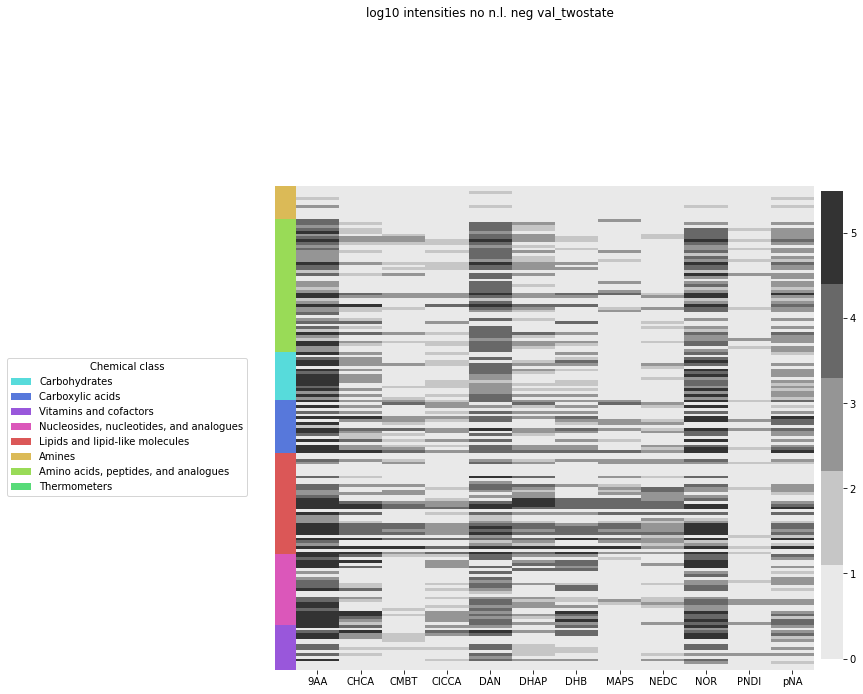 log10 intensities no n.l. neg val_twostate
5
4
3
2
1
0
Chemical class
Carbohydrates
Carboxylic acids
Vitamins and cofactors
Nucleosides, nucleotides, and analogues
Lipids and lipid-like molecules
Amines
Amino acids, peptides, and analogues
Thermometers
9AA CHCA CMBT ClCCA DAN DHAP DHB MAPS NEDC NOR PNDI pNA